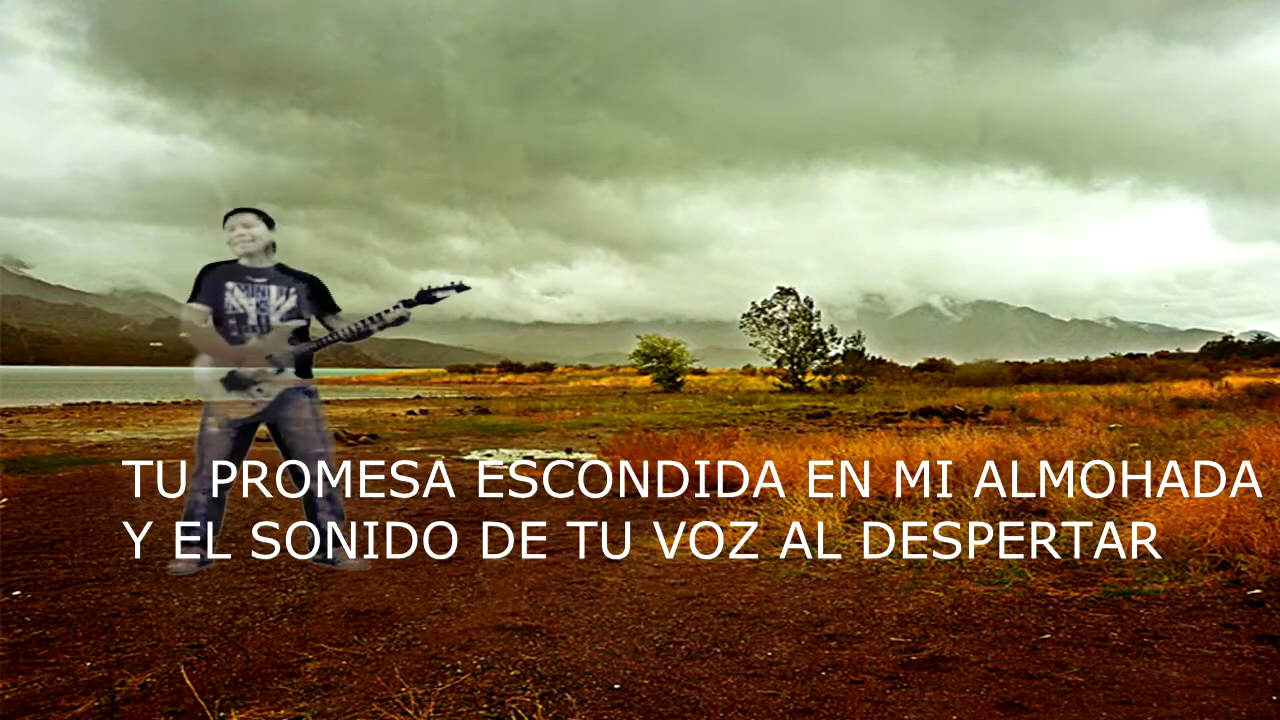 TU PROMESA ESCONDIDA EN MI ALMOHADA
Y EL SONIDO DE TU VOZ AL DESPERTAR